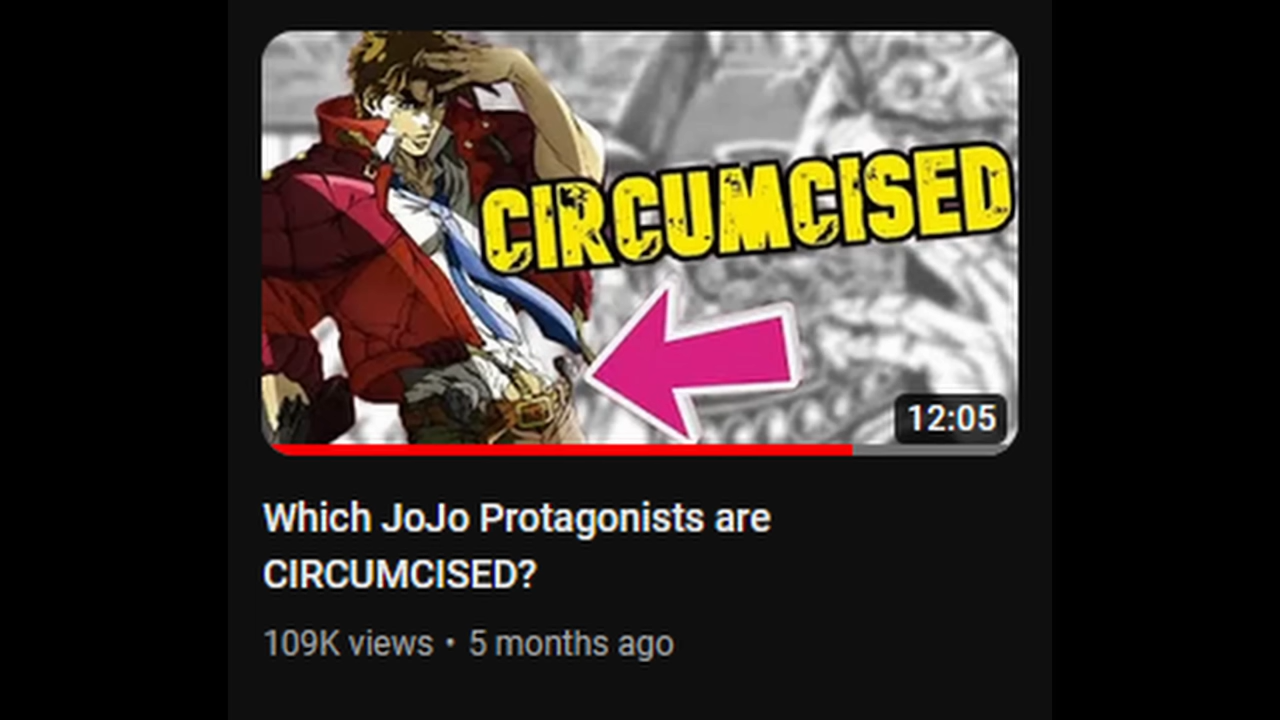 CIRCUMCISED
12:05
Which JoJo Protagonists are
CIRCUMCISED?
109K views • 5 months ago